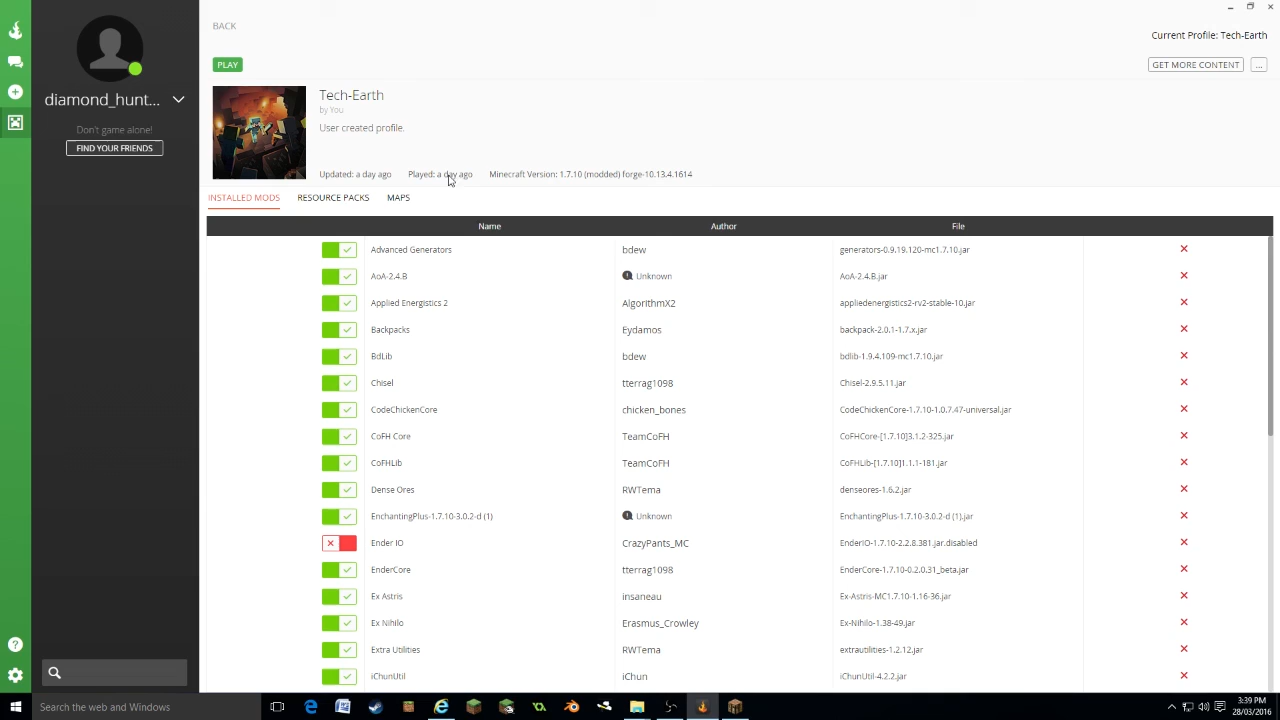 BACK
Current Profile: Tech-Earth
PLAY
GET MORE CONTENT
...
diamond_hunt...
Don't game alone!
FIND YOUR FRIENDS
Tech-Earth
by You
User created profile.
Updated: a day ago Played: a day ago Minecraft Version: 1.7.10 (modded) forge-10.13.4.1614
INSTALLED MODS RESOURCE PACKS MAPS
Name Author File
Advanced Generators bdew generators-0.9.19.120-mc1.7.10.jar
AoA-2.4.B Unknown AoA-2.4.B.jar
Applied Energistics 2 AlgorithmX2 appliedenergistics2-rv2-stable-10.jar
Backpacks Eydamos backpack-2.0.1-1.7.x.jar
BdLib bdew bdlib-1.9.4.109-mc1.7.10.jar
Chisel tterrag1098 Chisel-2.9.5.11.jar
CodeChickenCore chicken_bones CodeChickenCore-1.7.10-1.0.7.47-universal.jar
CoFH Core TeamCoFH CoFHCore-[1.7.10]3.1.2-325.jar
CoFHLib TeamCoFH CoFHLib-[1.7.10]1.1.1-181.jar
Dense Ores RWTema denseores-1.6.2.jar
EnchantingPlus-1.7.10-3.0.2-d (1) Unknown EnchantingPlus-1.7.10-3.0.2-d (1).jar
Ender IO CrazyPants_MC EnderIO-1.7.10-2.2.8.381.jar.disabled
EnderCore tterrag1098 EnderCore-1.7.10-0.2.0.31_beta.jar
Ex Astris insaneau Ex-Astris-MC1.7.10-1.16-36.jar
Ex Nihilo Erasmus_Crowley Ex-Nihilo-1.38-49.jar
Extra Utilities RWTema extrautilities-1.2.12.jar
iChunUtil iChun iChunUtil-4.2.2.jar
Search the web and Windows
3:39 PM
28/03/2016